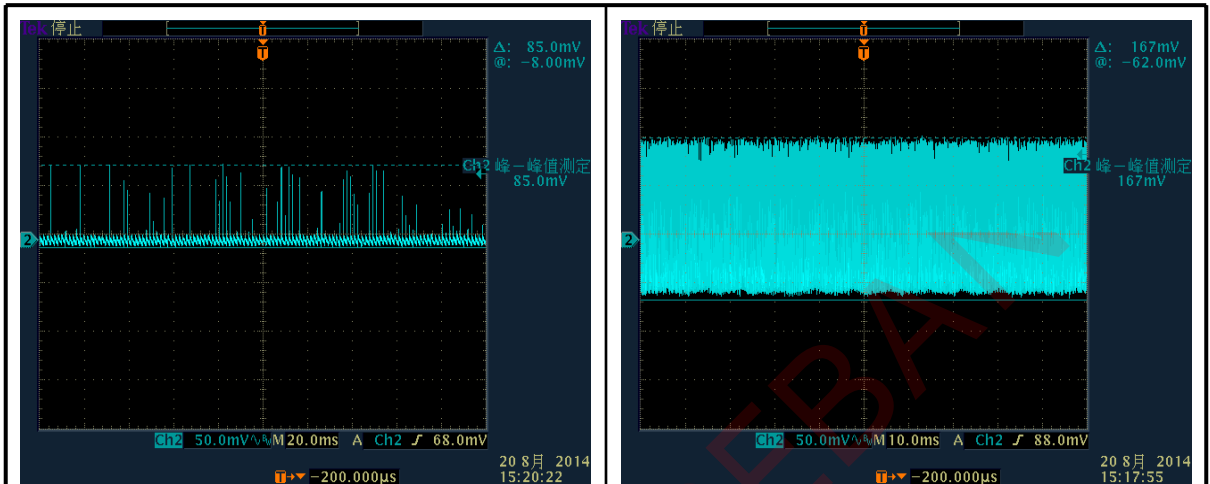 Tek 停止
Δ: 85.0mV
@: -8.00mV
Ch2 峰-峰值测定
85.0mV
2
Ch2 50.0mV∿ M 20.0ms A Ch2 ƒ 68.0mV
T→▼ -200.000µs
20 8月 2014
15:20:22
Tek 停止
Δ: 167mV
@: -62.0mV
Ch2 峰-峰值测定
167mV
2
Ch2 50.0mV∿ M 10.0ms A Ch2 ƒ 88.0mV
T→▼ -200.000µs
20 8月 2014
15:17:55